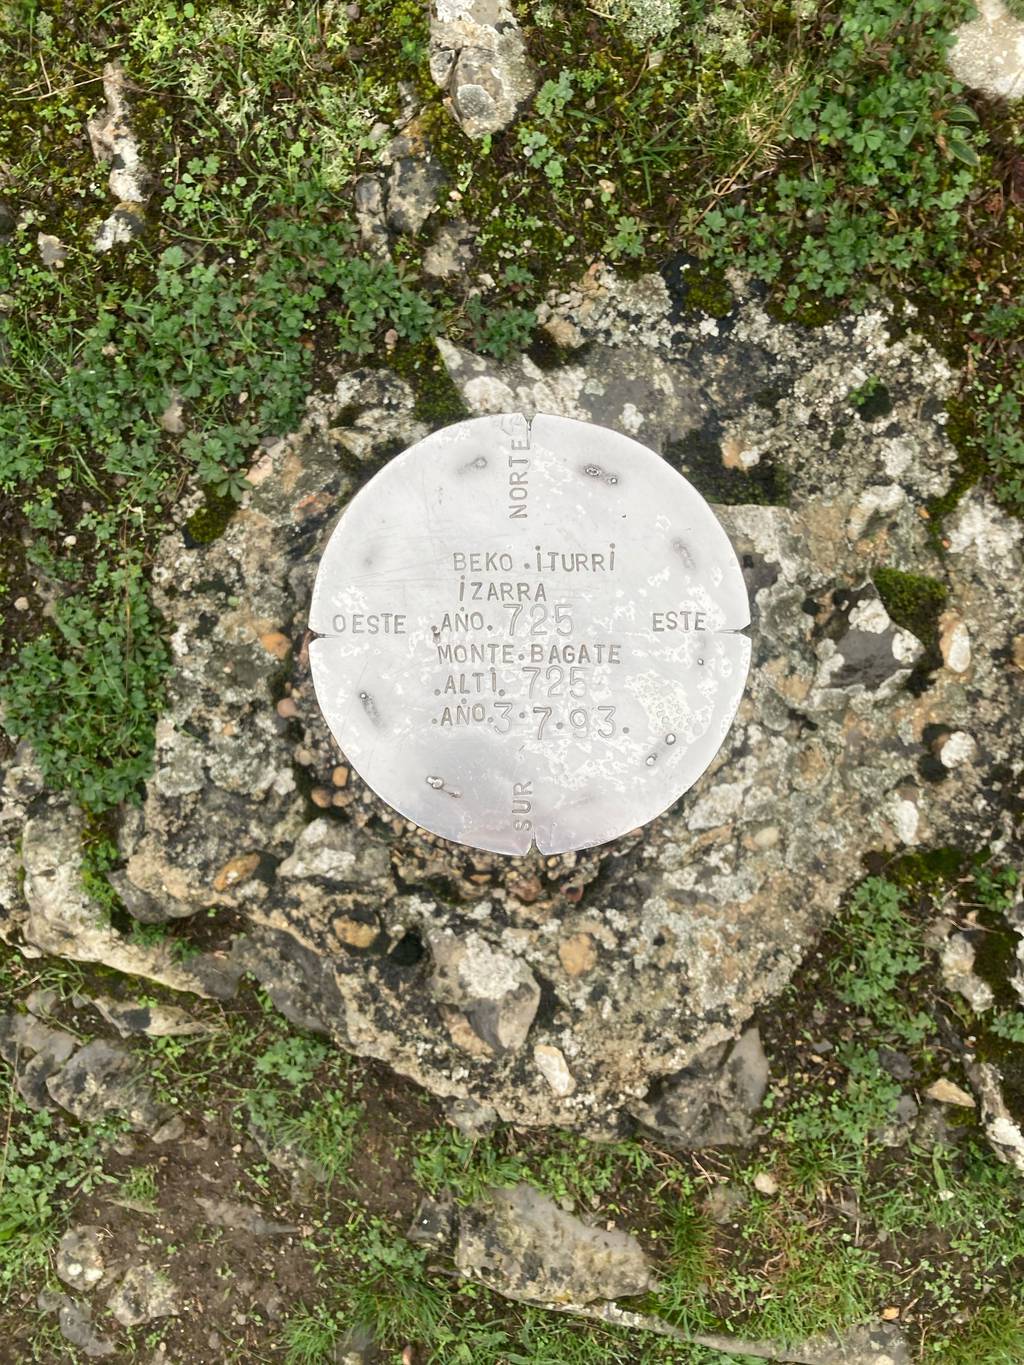 NORTE
BEKO.ITURRI
IZARRA
OESTE .AÑO. 725 ESTE
MONTE.BAGATE
.ALTI. 725
.AÑO.3.7.93.
SUR